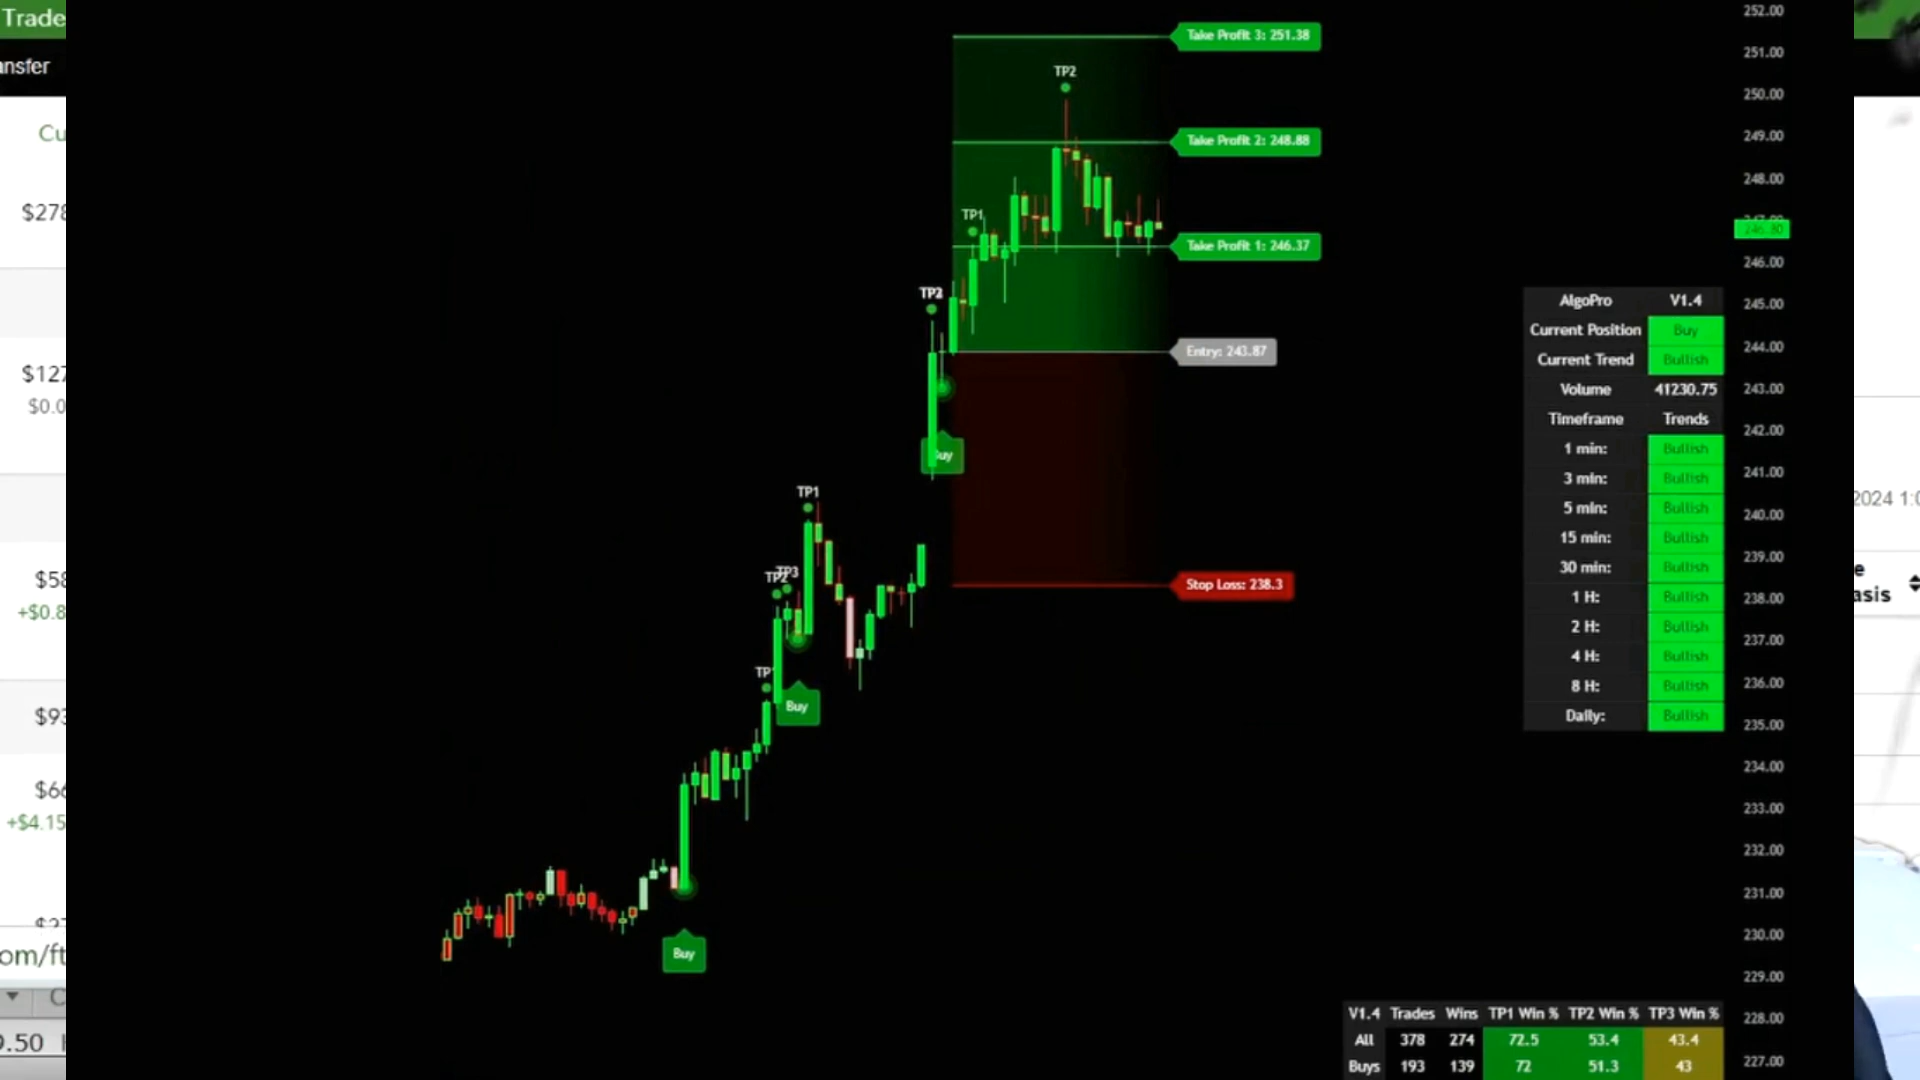 Trade
ansfer
Cu
$278
$127
$0.0
$58
+$0.8
$93
$66
+$4.15
om/ft
9.50
TP2
TP1
TP1
TP3
Buy
Buy
Buy
Take Profit 3: 251.38
Take Profit 2: 248.88
Take Profit 1: 246.37
Entry: 243.87
Stop Loss: 238.3
AlgoPro V1.4
Current Position Buy
Current Trend Bullish
Volume 41230.75
Timeframe Trends
1 min: Bullish
3 min: Bullish
5 min: Bullish
15 min: Bullish
30 min: Bullish
1 H: Bullish
2 H: Bullish
4 H: Bullish
8 H: Bullish
Daily: Bullish
252.00
251.00
250.00
249.00
248.00
246.80
246.00
245.00
244.00
243.00
242.00
241.00
240.00
239.00
238.00
237.00
236.00
235.00
234.00
233.00
232.00
231.00
230.00
229.00
228.00
227.00
V1.4 Trades Wins TP1 Win % TP2 Win % TP3 Win %
All 378 274 72.5 53.4 43.4
Buys 193 139 72 51.3 43
2024 1:0
e
asis